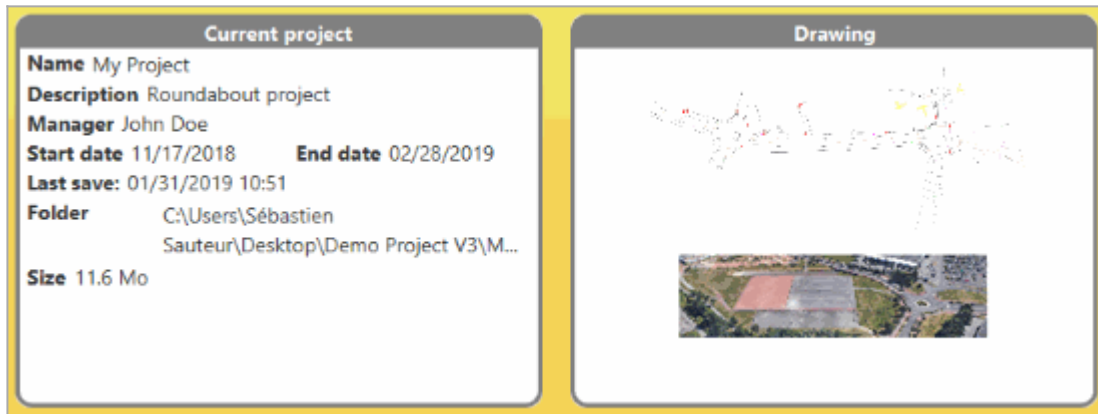 Current project
Name My Project
Description Roundabout project
Manager John Doe
Start date 11/17/2018 End date 02/28/2019
Last save: 01/31/2019 10:51
Folder C:\Users\Sébastien
Sauteur\Desktop\Demo Project V3\M...
Size 11.6 Mo
Drawing